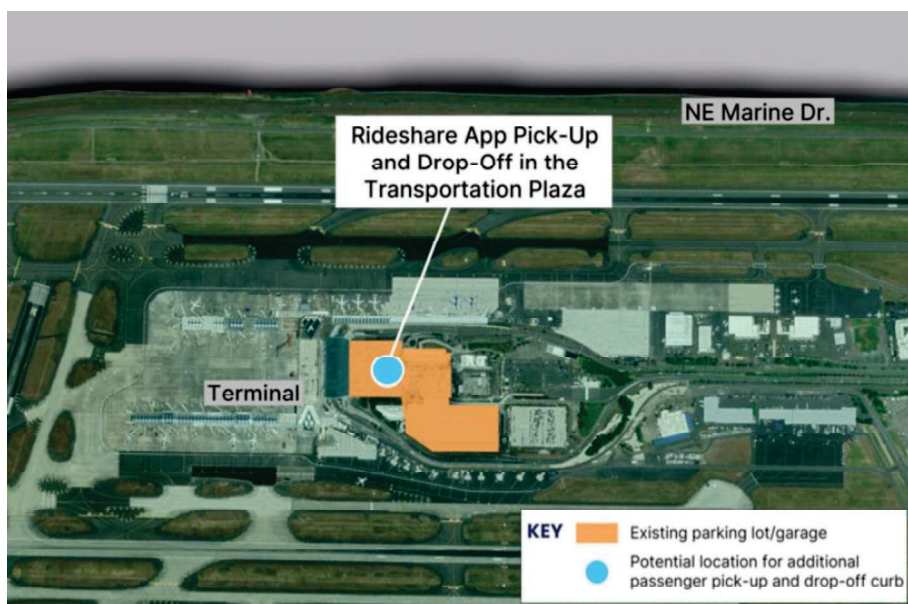 NE Marine Dr.
Rideshare App Pick-Up
and Drop-Off in the
Transportation Plaza
Terminal
KEY
Existing parking lot/garage
Potential location for additional
passenger pick-up and drop-off curb